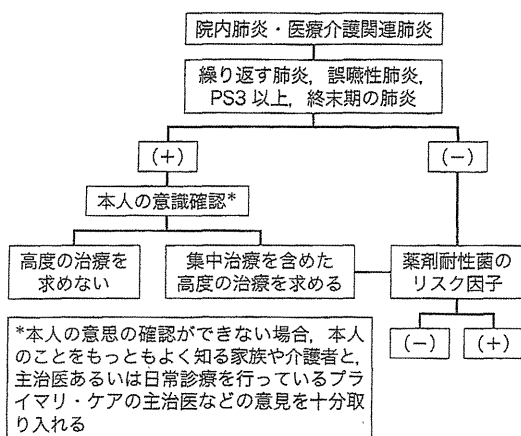 院内肺炎・医療介護関連肺炎
繰り返す肺炎，誤嚥性肺炎，
PS3 以上，終末期の肺炎
（＋）
（－）
本人の意識確認*
高度の治療を
求めない
集中治療を含めた
高度の治療を求める
薬剤耐性菌の
リスク因子
（－）
（＋）
*本人の意思の確認ができない場合，本人
のことをもっともよく知る家族や介護者と，
主治医あるいは日常診療を行っているプラ
イマリ・ケアの主治医などの意見を十分取
り入れる